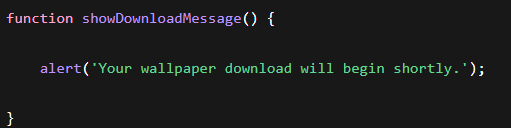 function showDownloadMessage() {
alert('Your wallpaper download will begin shortly.');
}